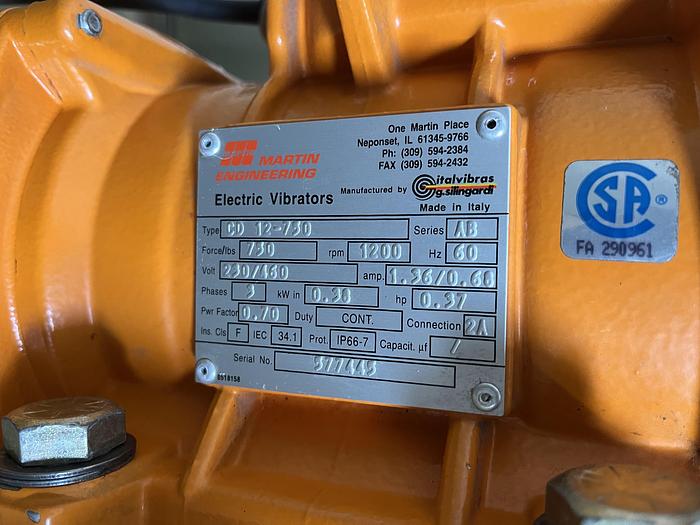 One Martin Place
Neponset, IL 61345-9766
Ph: (309) 594-2384
FAX (309) 594-2432
MARTIN
ENGINEERING
Electric Vibrators
Manufactured by italvibras
g.silingardi
Made in Italy
Type CD 12-750 Series AB
Force/lbs 750 rpm 1200 Hz 60
Volt 230/460 amp. 1.36/0.68
Phases 3 kW in 0.36 hp 0.37
Pwr Factor 0.70 Duty CONT. Connection 2A
Ins. Cls F IEC 34.1 Prot. IP66-7 Capacit. µf /
Serial No. 577445
8518158
CSA ®
FA 290961